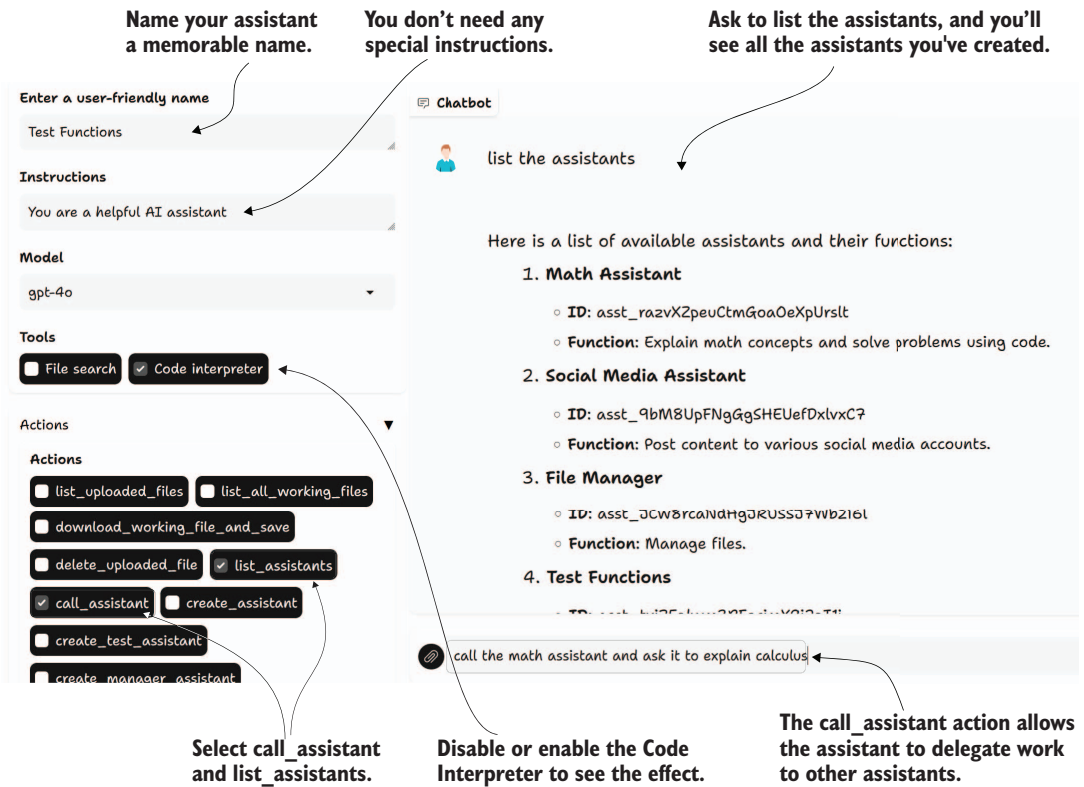 Name your assistant
a memorable name.
You don’t need any
special instructions.
Ask to list the assistants, and you’ll
see all the assistants you've created.
Enter a user-friendly name
Test Functions
Instructions
You are a helpful AI assistant
Model
gpt-4o
Tools
File search
Code interpreter
Actions
Actions
list_uploaded_files
list_all_working_files
download_working_file_and_save
delete_uploaded_file
list_assistants
call_assistant
create_assistant
create_test_assistant
create_manager_assistant
Chatbot
list the assistants
Here is a list of available assistants and their functions:
1. Math Assistant
ID: asst_razvXZpeuCtmGoaOeXpUrslt
Function: Explain math concepts and solve problems using code.
2. Social Media Assistant
ID: asst_9bM8UpFNgGgSHEUefDxlvxC7
Function: Post content to various social media accounts.
3. File Manager
ID:
Function: Manage files.
4. Test Functions
call the math assistant and ask it to explain calculus
Select call_assistant
and list_assistants.
Disable or enable the Code
Interpreter to see the effect.
The call_assistant action allows
the assistant to delegate work
to other assistants.